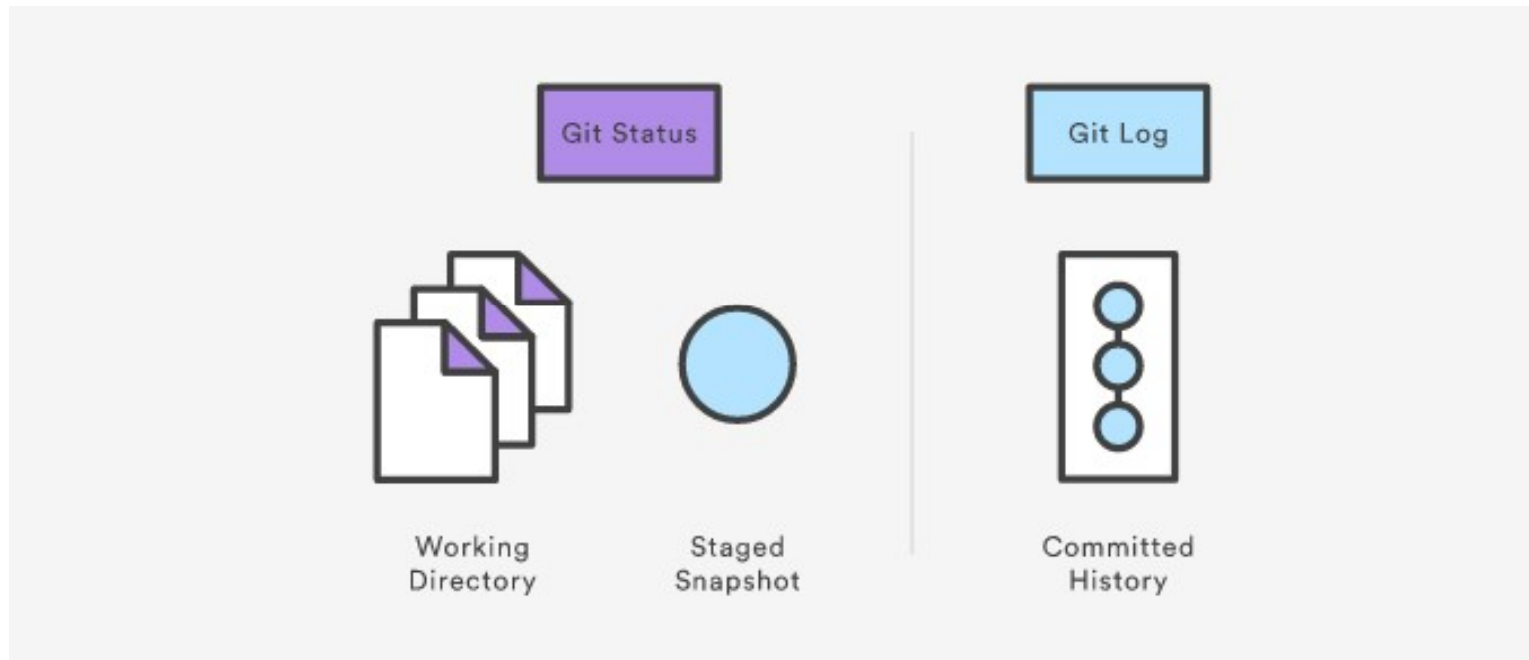 Git Status
Git Log
Working
Directory
Staged
Snapshot
Committed
History